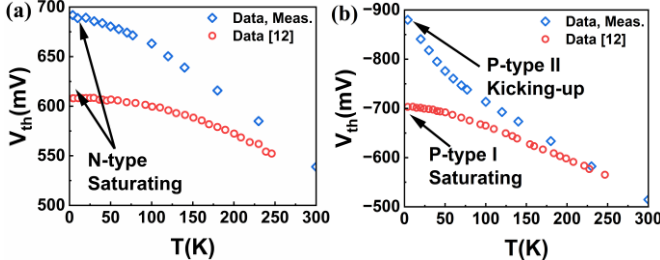 (a)
700
650
600
550
500
V_th(mV)
Data, Meas.
Data [12]
N-type
Saturating
0 50 100 150 200 250 300
T(K)
(b)
−900
−800
−700
−600
−500
V_th(mV)
Data, Meas.
Data [12]
P-type II
Kicking-up
P-type I
Saturating
0 50 100 150 200 250 300
T(K)